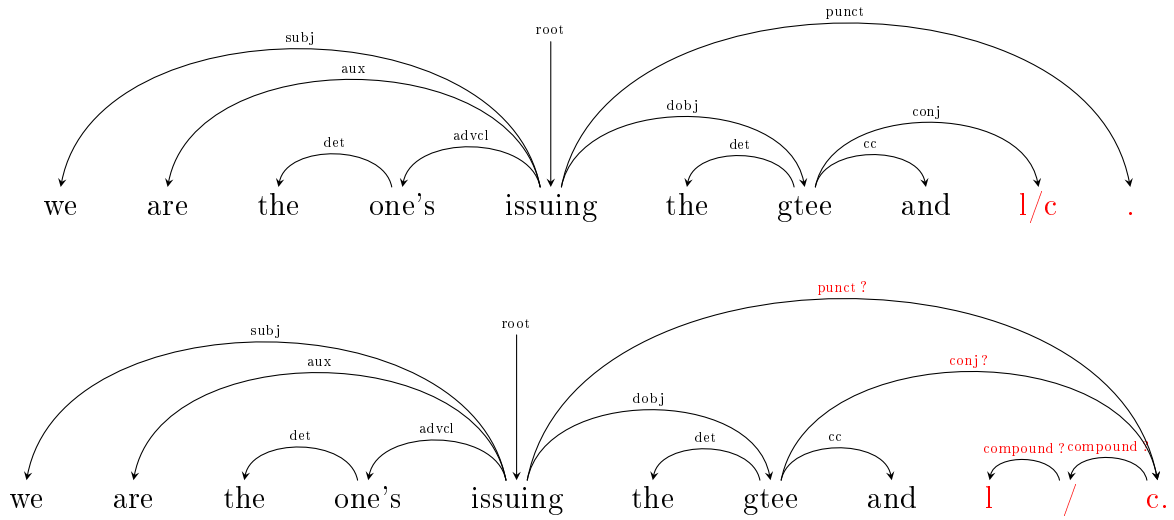 punct
root
subj
aux
dobj
conj
det
advcl
det
cc
we are the one's issuing the gtee and l/c .
punct ?
root
subj
aux
conj ?
dobj
det
advcl
det
cc
compound ? compound ?
we are the one's issuing the gtee and l / c.